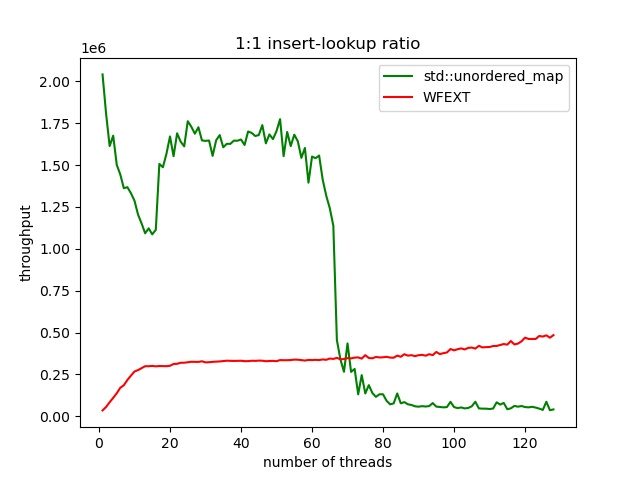 1:1 insert-lookup ratio
1e6
std::unordered_map
WFEXT
2.00
1.75
1.50
1.25
1.00
0.75
0.50
0.25
0.00
throughput
0 20 40 60 80 100 120
number of threads